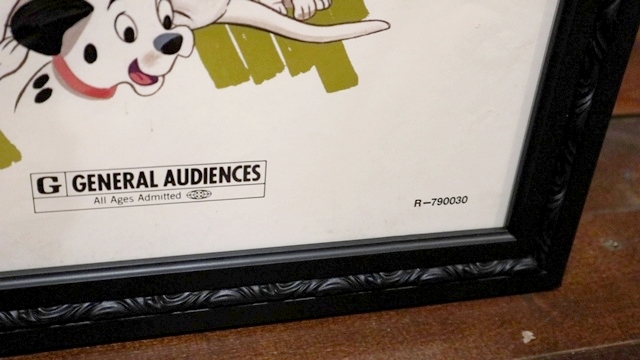 G GENERAL AUDIENCES
All Ages Admitted
R-790030